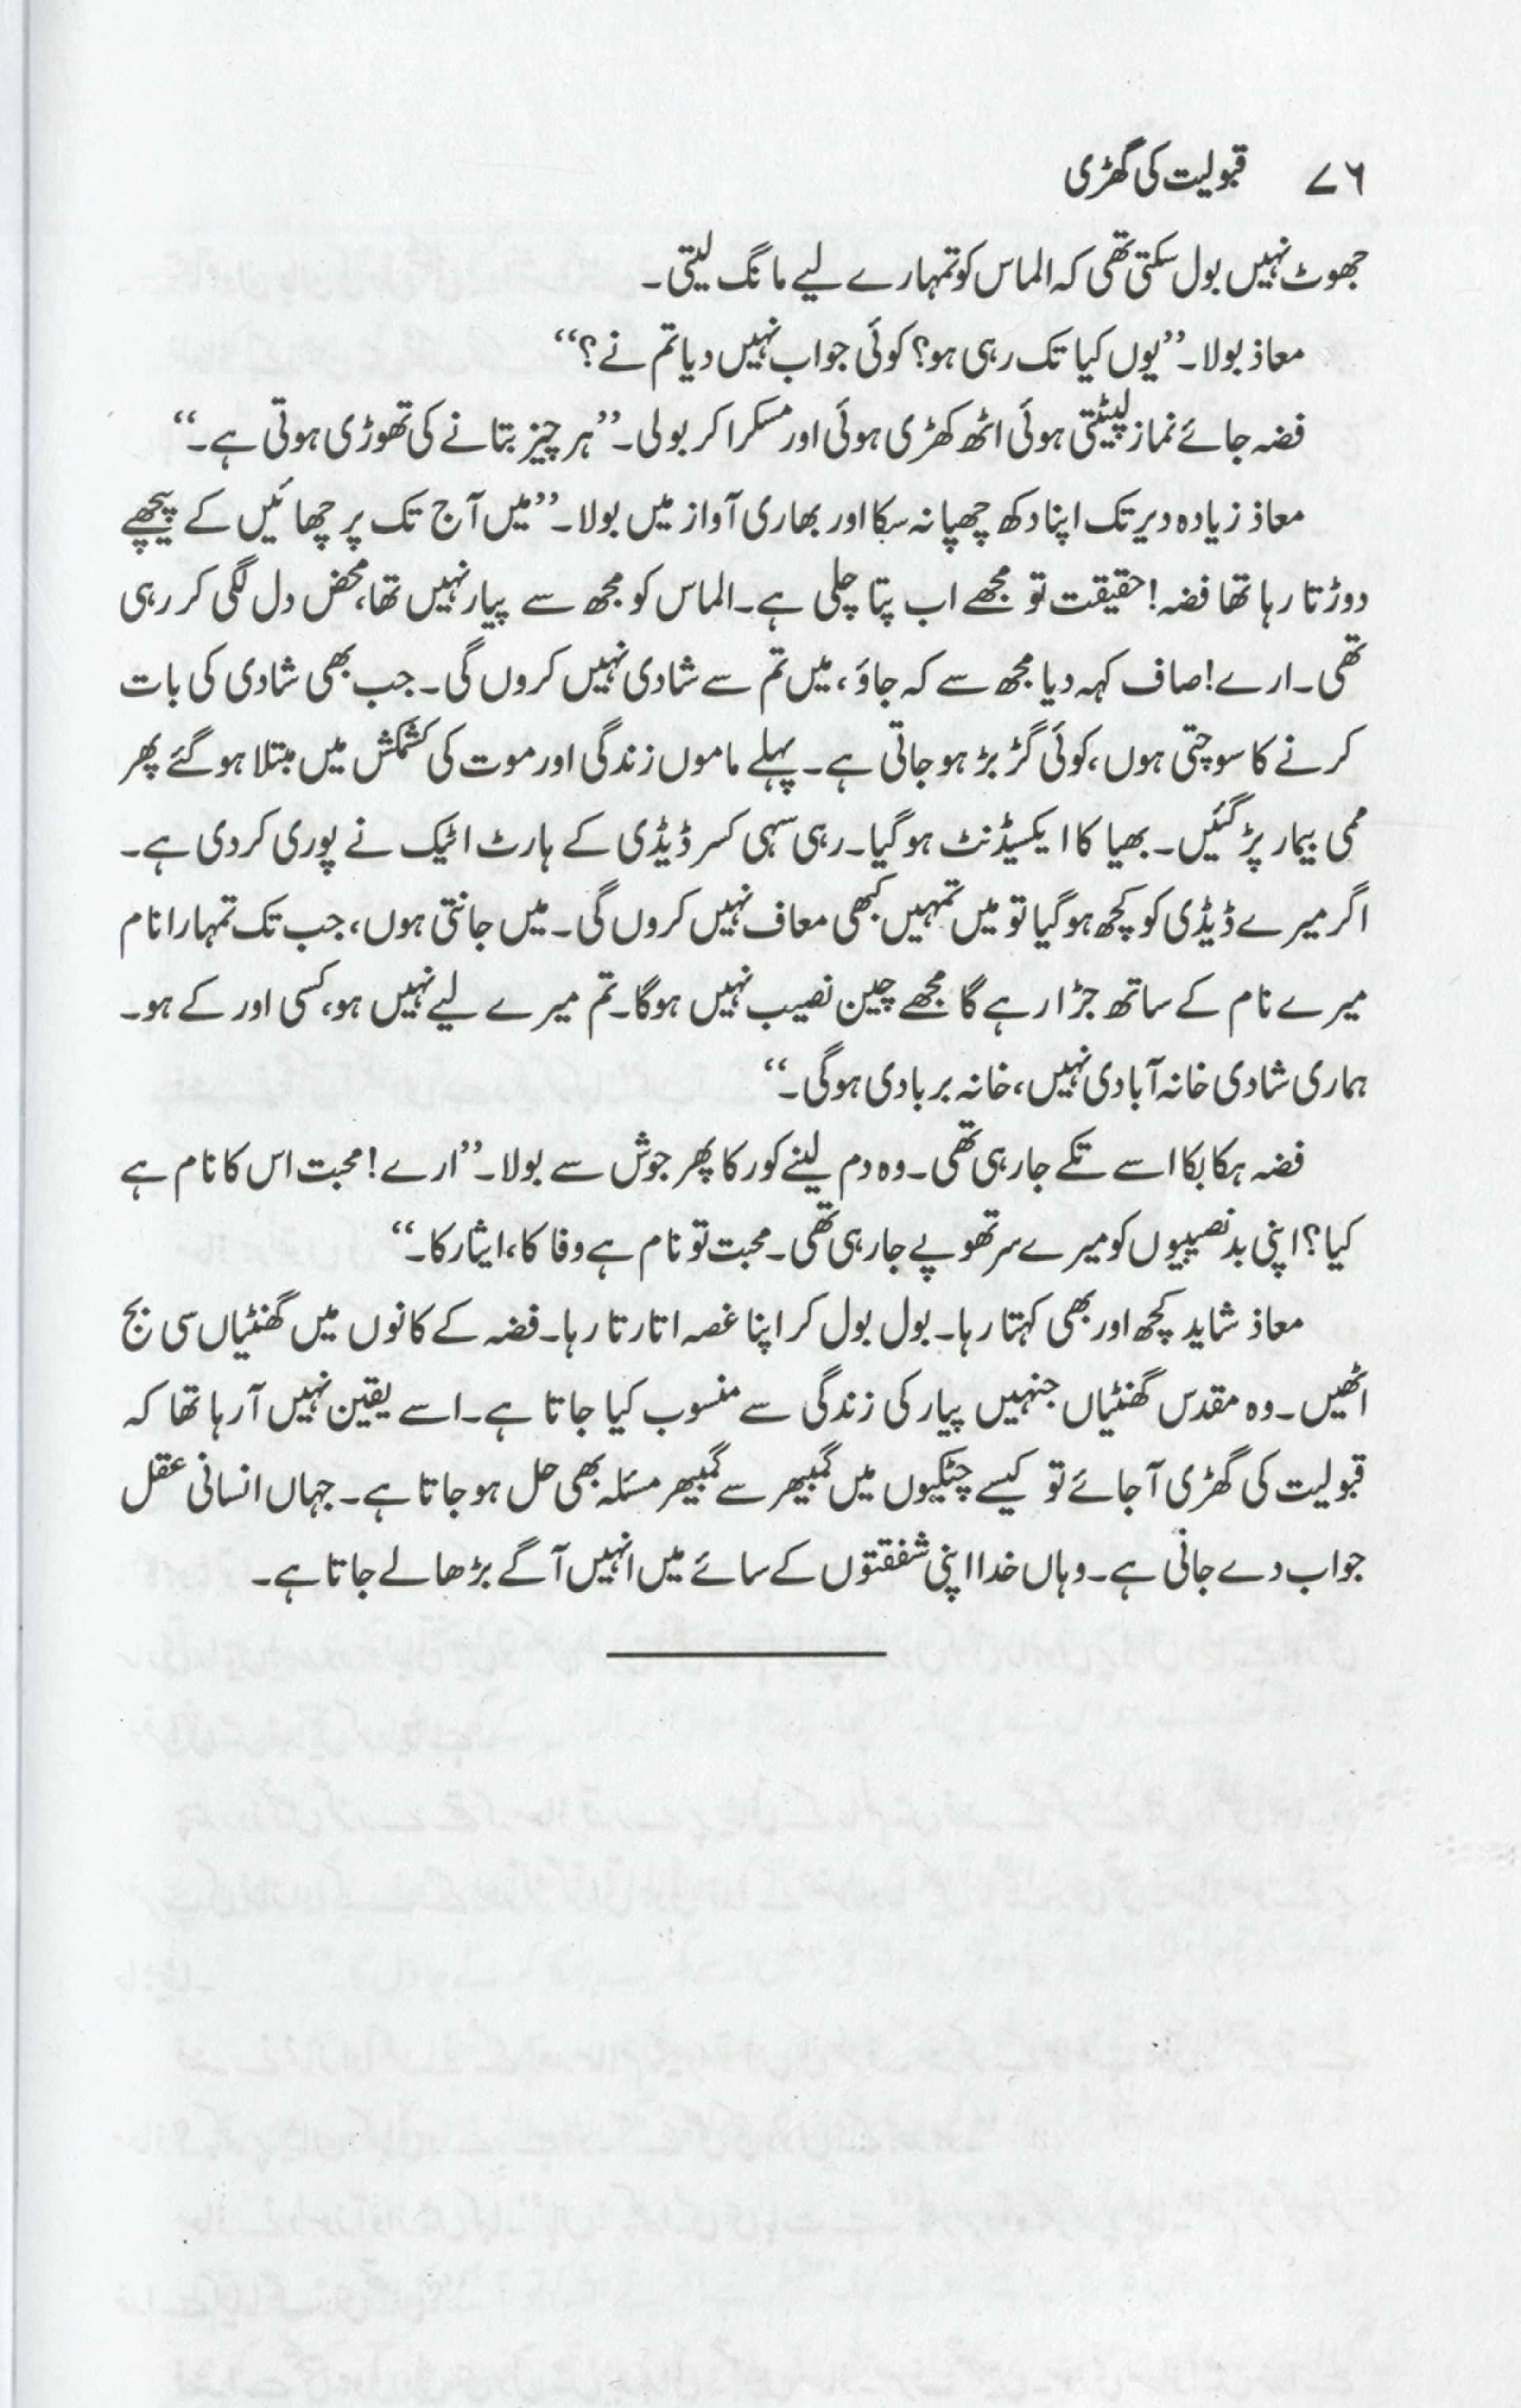 ۷۶ قبولیت کی گھڑی
جھوٹ نہیں بول سکتی تھی کہ الماس کو تمہارے لیے مانگ لیتی۔
معاذ بولا۔ ”یوں کیا تک رہی ہو؟ کوئی جواب نہیں دیا تم نے؟“
فضہ جائے نماز لپیٹتی ہوئی اٹھ کھڑی ہوئی اور مسکرا کر بولی۔ ”ہر چیز بتانے کی تھوڑی ہوتی ہے۔“
معاذ زیادہ دیر تک اپنا دکھ چھپا نہ سکا اور بھاری آواز میں بولا۔ ”میں آج تک پرچھائیں کے پیچھے
دوڑتا رہا تھا فضہ! حقیقت تو مجھے اب پتا چلی ہے۔ الماس کو مجھ سے پیار نہیں تھا، محض دل لگی کر رہی
تھی۔ ارے! صاف کہہ دیا مجھ سے کہ جاؤ، میں تم سے شادی نہیں کروں گی۔ جب بھی شادی کی بات
کرنے کا سوچتی ہوں، کوئی گڑبڑ ہو جاتی ہے۔ پہلے ماموں زندگی اور موت کی کشمکش میں مبتلا ہو گئے پھر
ممی بیمار پڑ گئیں۔ بھیا کا ایکسیڈنٹ ہو گیا۔ رہی سہی کسر ڈیڈی کے ہارٹ اٹیک نے پوری کر دی ہے۔
اگر میرے ڈیڈی کو کچھ ہو گیا تو میں تمہیں کبھی معاف نہیں کروں گی۔ میں جانتی ہوں، جب تک تمہارا نام
میرے نام کے ساتھ جڑا رہے گا مجھے چین نصیب نہیں ہوگا۔ تم میرے لیے نہیں ہو، کسی اور کے ہو۔
ہماری شادی خانہ آبادی نہیں، خانہ بربادی ہوگی۔“
فضہ ہکا بکا اسے تکے جا رہی تھی۔ وہ دم لینے کو رکا پھر جوش سے بولا۔ ”ارے! محبت اس کا نام ہے
کیا؟ اپنی بدنصیبیوں کو میرے سر تھوپے جا رہی تھی۔ محبت تو نام ہے وفا کا، ایثار کا۔“
معاذ شاید کچھ اور بھی کہتا رہا۔ بول بول کر اپنا غصہ اتارتا رہا۔ فضہ کے کانوں میں گھنٹیاں سی بج
اٹھیں۔ وہ مقدس گھنٹیاں جنہیں پیار کی زندگی سے منسوب کیا جاتا ہے۔ اسے یقین نہیں آ رہا تھا کہ
قبولیت کی گھڑی آ جائے تو کیسے چٹکیوں میں گمبھیر سے گمبھیر مسئلہ بھی حل ہو جاتا ہے۔ جہاں انسانی عقل
جواب دے جاتی ہے۔ وہاں خدا اپنی شفقتوں کے سائے میں انہیں آگے بڑھا لے جاتا ہے۔